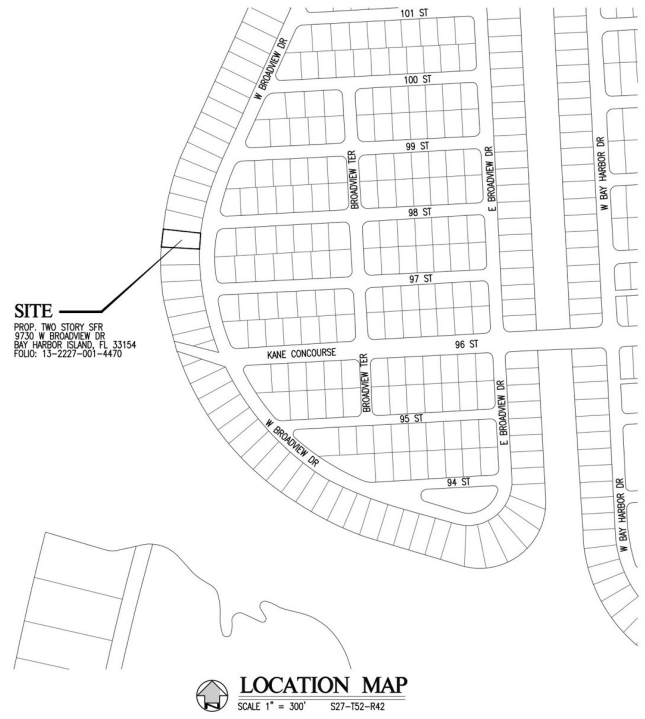 101 ST
W BROADVIEW DR
100 ST
99 ST
BROADVIEW TER
E BROADVIEW DR
W BAY HARBOR DR
98 ST
97 ST
SITE
PROP. TWO STORY SFR
9730 W BROADVIEW DR
BAY HARBOR ISLAND, FL 33154
FOLIO: 13-2227-001-4470
96 ST
KANE CONCOURSE
BROADVIEW TER
E BROADVIEW DR
95 ST
W BROADVIEW DR
94 ST
W BAY HARBOR DR
N
LOCATION MAP
SCALE 1" = 300' S27-T52-R42